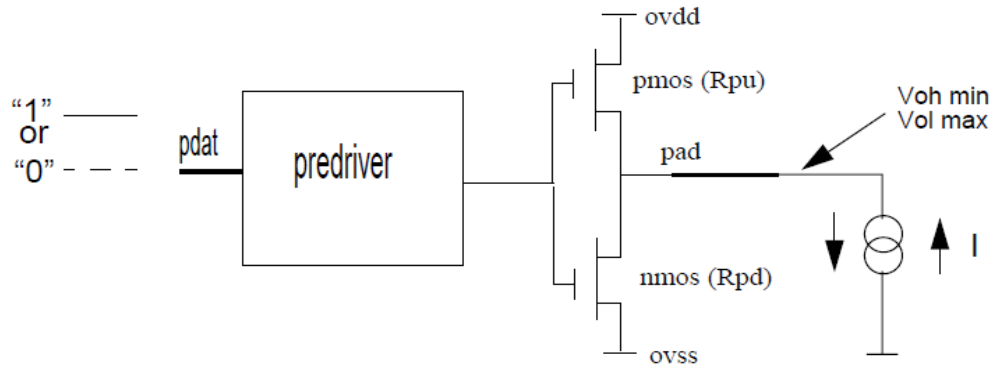 ovdd
pmos (Rpu)
Voh min
Vol max
“1”
or
“0”
pdat
predriver
pad
I
nmos (Rpd)
ovss